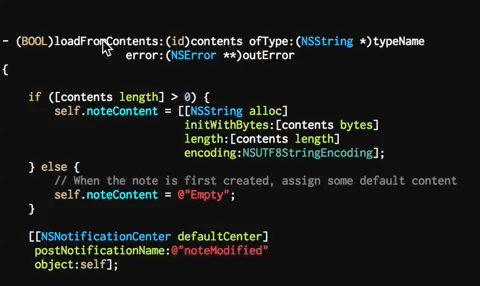 - (BOOL)loadFromContents:(id)contents ofType:(NSString *)typeName
error:(NSError **)outError
{
if ([contents length] > 0) {
self.noteContent = [[NSString alloc]
initWithBytes:[contents bytes]
length:[contents length]
encoding:NSUTF8StringEncoding];
} else {
// When the note is first created, assign some default content
self.noteContent = @"Empty";
}
[[NSNotificationCenter defaultCenter]
postNotificationName:@"noteModified"
object:self];